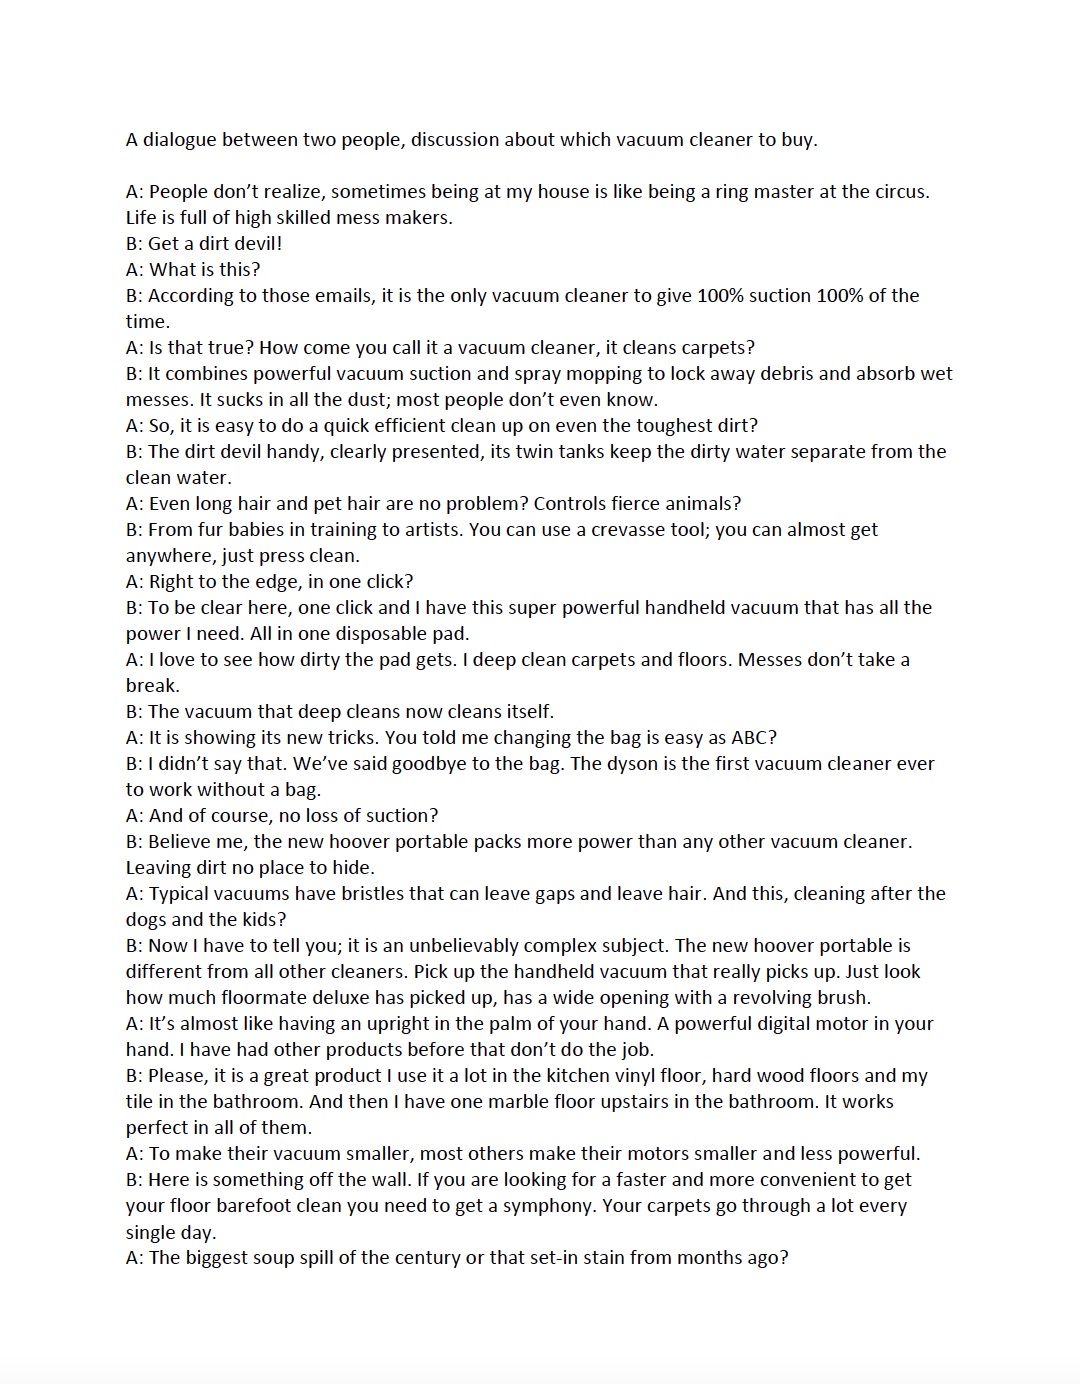 A dialogue between two people, discussion about which vacuum cleaner to buy.
A: People don’t realize, sometimes being at my house is like being a ring master at the circus.
Life is full of high skilled mess makers.
B: Get a dirt devil!
A: What is this?
B: According to those emails, it is the only vacuum cleaner to give 100% suction 100% of the
time.
A: Is that true? How come you call it a vacuum cleaner, it cleans carpets?
B: It combines powerful vacuum suction and spray mopping to lock away debris and absorb wet
messes. It sucks in all the dust; most people don’t even know.
A: So, it is easy to do a quick efficient clean up on even the toughest dirt?
B: The dirt devil handy, clearly presented, its twin tanks keep the dirty water separate from the
clean water.
A: Even long hair and pet hair are no problem? Controls fierce animals?
B: From fur babies in training to artists. You can use a crevasse tool; you can almost get
anywhere, just press clean.
A: Right to the edge, in one click?
B: To be clear here, one click and I have this super powerful handheld vacuum that has all the
power I need. All in one disposable pad.
A: I love to see how dirty the pad gets. I deep clean carpets and floors. Messes don’t take a
break.
B: The vacuum that deep cleans now cleans itself.
A: It is showing its new tricks. You told me changing the bag is easy as ABC?
B: I didn’t say that. We’ve said goodbye to the bag. The dyson is the first vacuum cleaner ever
to work without a bag.
A: And of course, no loss of suction?
B: Believe me, the new hoover portable packs more power than any other vacuum cleaner.
Leaving dirt no place to hide.
A: Typical vacuums have bristles that can leave gaps and leave hair. And this, cleaning after the
dogs and the kids?
B: Now I have to tell you; it is an unbelievably complex subject. The new hoover portable is
different from all other cleaners. Pick up the handheld vacuum that really picks up. Just look
how much floormate deluxe has picked up, has a wide opening with a revolving brush.
A: It’s almost like having an upright in the palm of your hand. A powerful digital motor in your
hand. I have had other products before that don’t do the job.
B: Please, it is a great product I use it a lot in the kitchen vinyl floor, hard wood floors and my
tile in the bathroom. And then I have one marble floor upstairs in the bathroom. It works
perfect in all of them.
A: To make their vacuum smaller, most others make their motors smaller and less powerful.
B: Here is something off the wall. If you are looking for a faster and more convenient to get
your floor barefoot clean you need to get a symphony. Your carpets go through a lot every
single day.
A: The biggest soup spill of the century or that set-in stain from months ago?